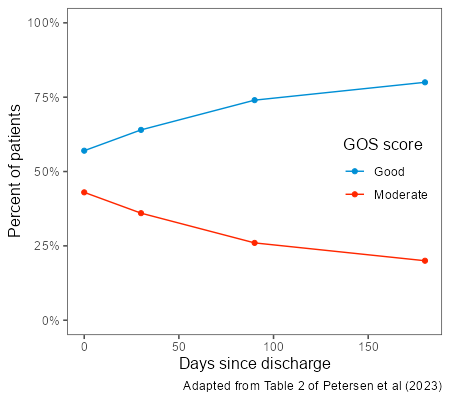 100%
75%
50%
25%
0%
Percent of patients
GOS score
Good
Moderate
0 50 100 150
Days since discharge
Adapted from Table 2 of Petersen et al (2023)